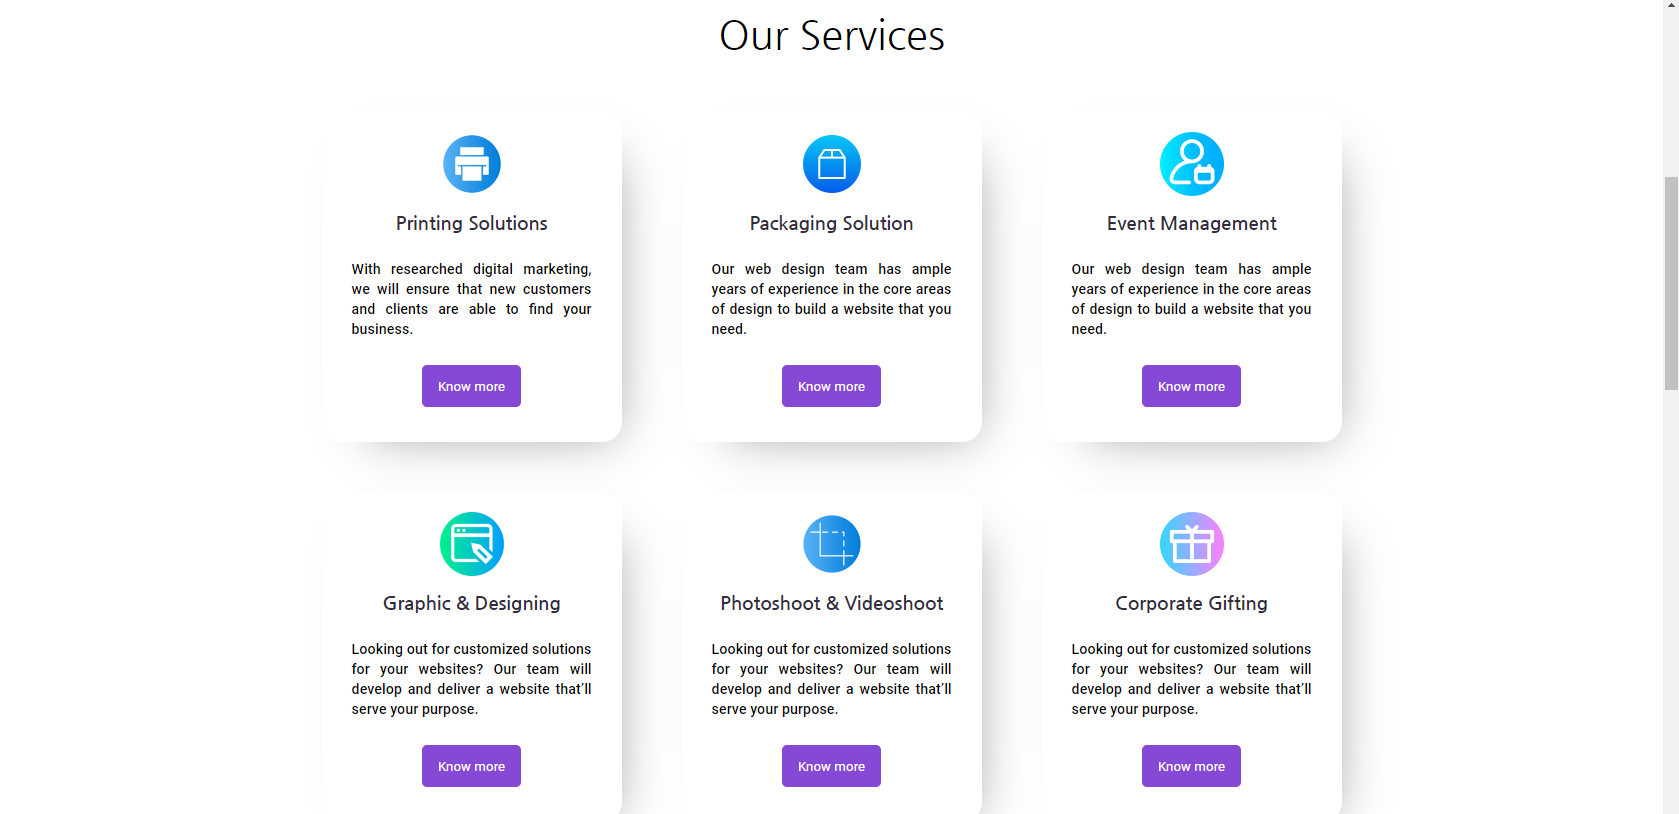 Our Services
Printing Solutions
With researched digital marketing,
we will ensure that new customers
and clients are able to find your
business.
Know more
Packaging Solution
Our web design team has ample
years of experience in the core areas
of design to build a website that you
need.
Know more
Event Management
Our web design team has ample
years of experience in the core areas
of design to build a website that you
need.
Know more
Graphic & Designing
Looking out for customized solutions
for your websites? Our team will
develop and deliver a website that’ll
serve your purpose.
Know more
Photoshoot & Videoshoot
Looking out for customized solutions
for your websites? Our team will
develop and deliver a website that’ll
serve your purpose.
Know more
Corporate Gifting
Looking out for customized solutions
for your websites? Our team will
develop and deliver a website that’ll
serve your purpose.
Know more